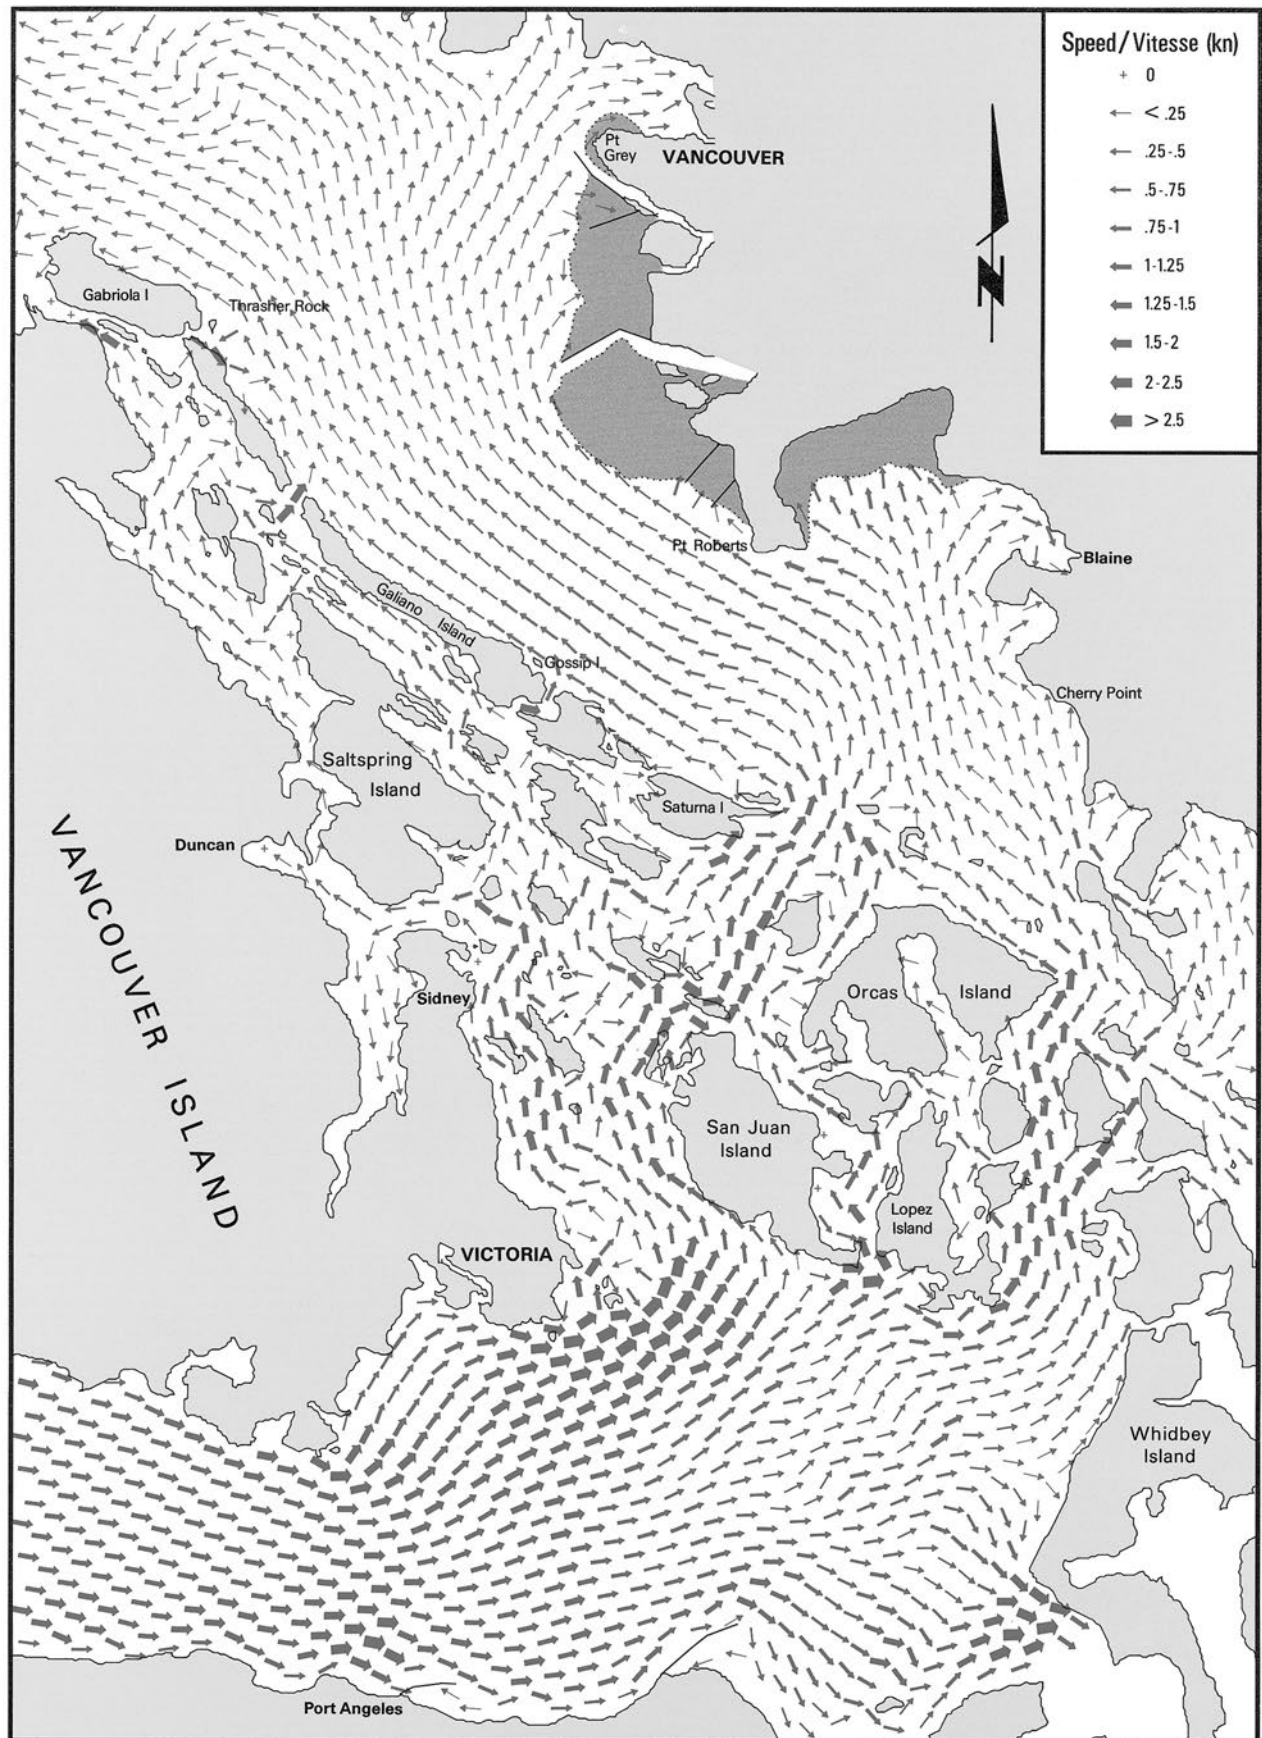 Speed/Vitesse (kn)
+ 0
< .25
.25-.5
.5-.75
.75-1
1-1.25
1.25-1.5
1.5-2
2-2.5
> 2.5
Pt
Grey
VANCOUVER
N
Gabriola I
Thrasher Rock
Pt Roberts
Blaine
Galiano
Island
Gossip I
Cherry Point
Saltspring
Island
Saturna I
Duncan
VANCOUVER ISLAND
Sidney
Orcas Island
San Juan
Island
Lopez
Island
VICTORIA
Whidbey
Island
Port Angeles